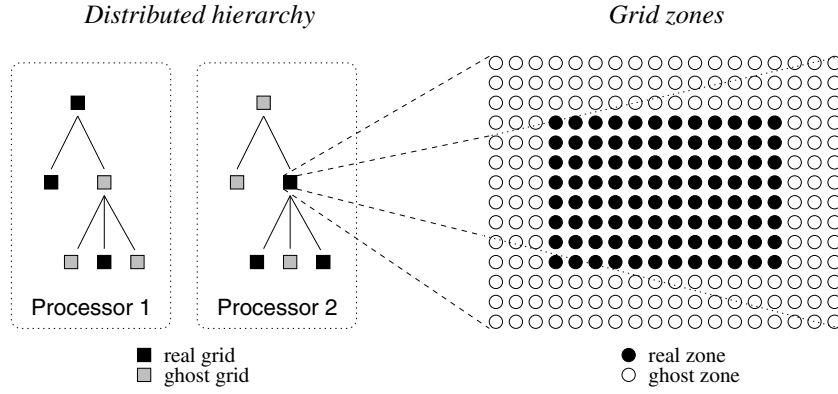 Distributed hierarchy
Grid zones
Processor 1
Processor 2
real grid
ghost grid
real zone
ghost zone